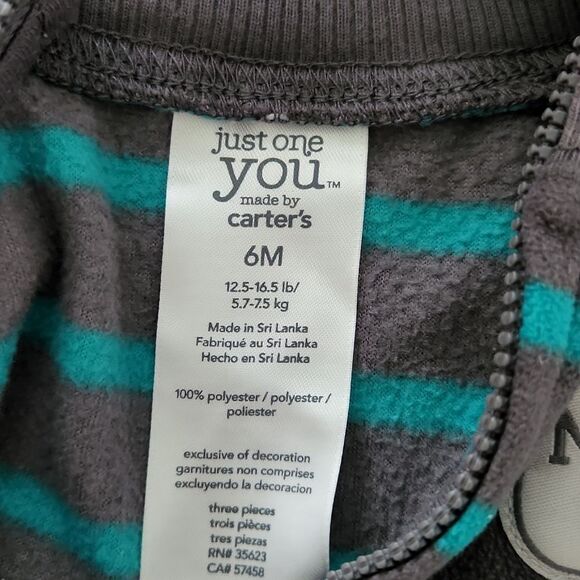 just one
you™
made by
carter's
6M
12.5-16.5 lb/
5.7-7.5 kg
Made in Sri Lanka
Fabriqué au Sri Lanka
Hecho en Sri Lanka
100% polyester / polyester /
poliester
exclusive of decoration
garnitures non comprises
excluyendo la decoracion
three pieces
trois pièces
tres piezas
RN# 35623
CA# 57458
N